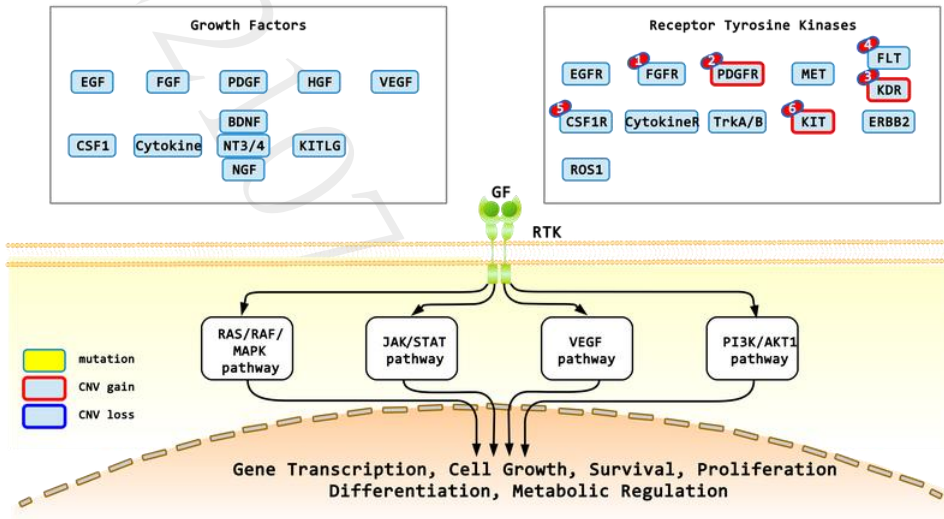 Growth Factors
EGF
FGF
PDGF
HGF
VEGF
BDNF
CSF1
Cytokine
NT3/4
KITLG
NGF
Receptor Tyrosine Kinases
4
FLT
EGFR
1
FGFR
2
PDGFR
MET
3
KDR
5
CSF1R
CytokineR
TrkA/B
6
KIT
ERBB2
ROS1
GF
RTK
RAS/RAF/
MAPK
pathway
JAK/STAT
pathway
VEGF
pathway
PI3K/AKT1
pathway
mutation
CNV gain
CNV loss
Gene Transcription, Cell Growth, Survival, Proliferation
Differentiation, Metabolic Regulation